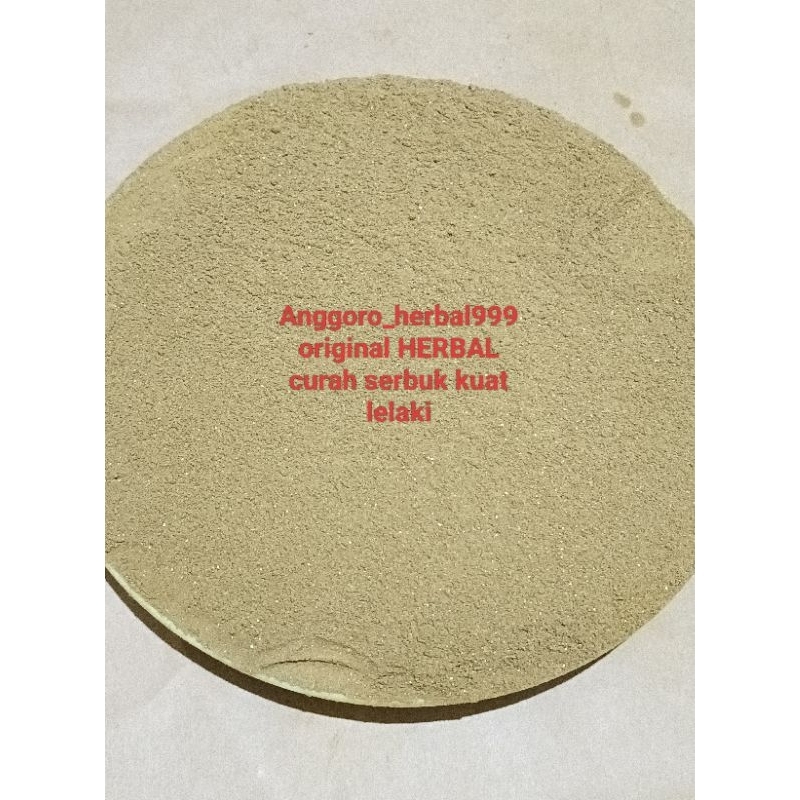 Anggoro_herbal999
original HERBAL
curah serbuk kuat
lelaki